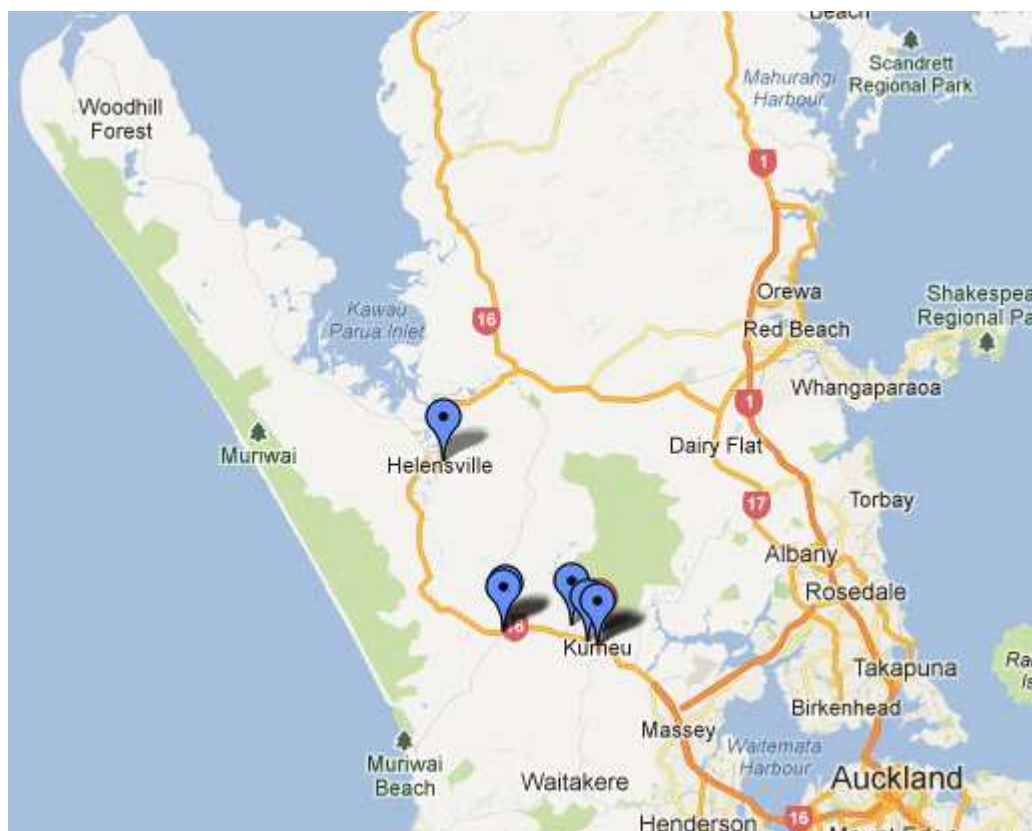 Beach
Scandrett
Regional Park
Mahurangi
Harbour
Woodhill
Forest
1
Orewa
Shakespea
Regional Pa
Kawau
Parua Inlet
16
Red Beach
Whangaparaoa
1
Muriwai
Helensville
Dairy Flat
17
Torbay
Albany
Rosedale
16
Kumeu
Takapuna
Birkenhead
Massey
Waitemata
Harbour
Muriwai
Beach
Waitakere
Auckland
Henderson
16